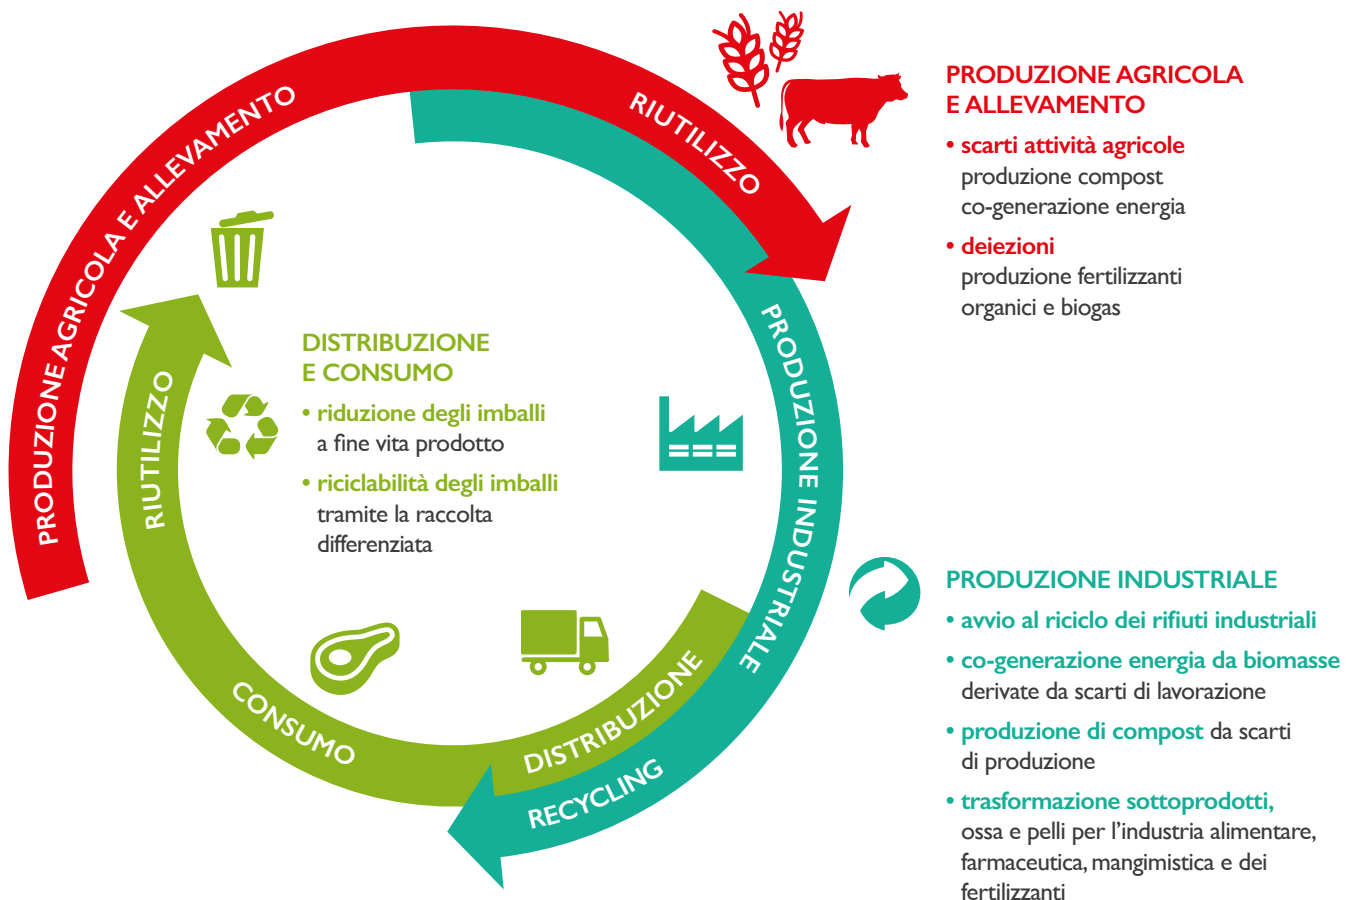 PRODUZIONE AGRICOLA E ALLEVAMENTO
RIUTILIZZO
PRODUZIONE AGRICOLA
E ALLEVAMENTO
• scarti attività agricole
produzione compost
co-generazione energia
• deiezioni
produzione fertilizzanti
organici e biogas
RIUTILIZZO
DISTRIBUZIONE
E CONSUMO
• riduzione degli imballi
a fine vita prodotto
• riciclabilità degli imballi
tramite la raccolta
differenziata
PRODUZIONE INDUSTRIALE
CONSUMO
DISTRIBUZIONE
RECYCLING
PRODUZIONE INDUSTRIALE
• avvio al riciclo dei rifiuti industriali
• co-generazione energia da biomasse
derivate da scarti di lavorazione
• produzione di compost da scarti
di produzione
• trasformazione sottoprodotti,
ossa e pelli per l’industria alimentare,
farmaceutica, mangimistica e dei
fertilizzanti